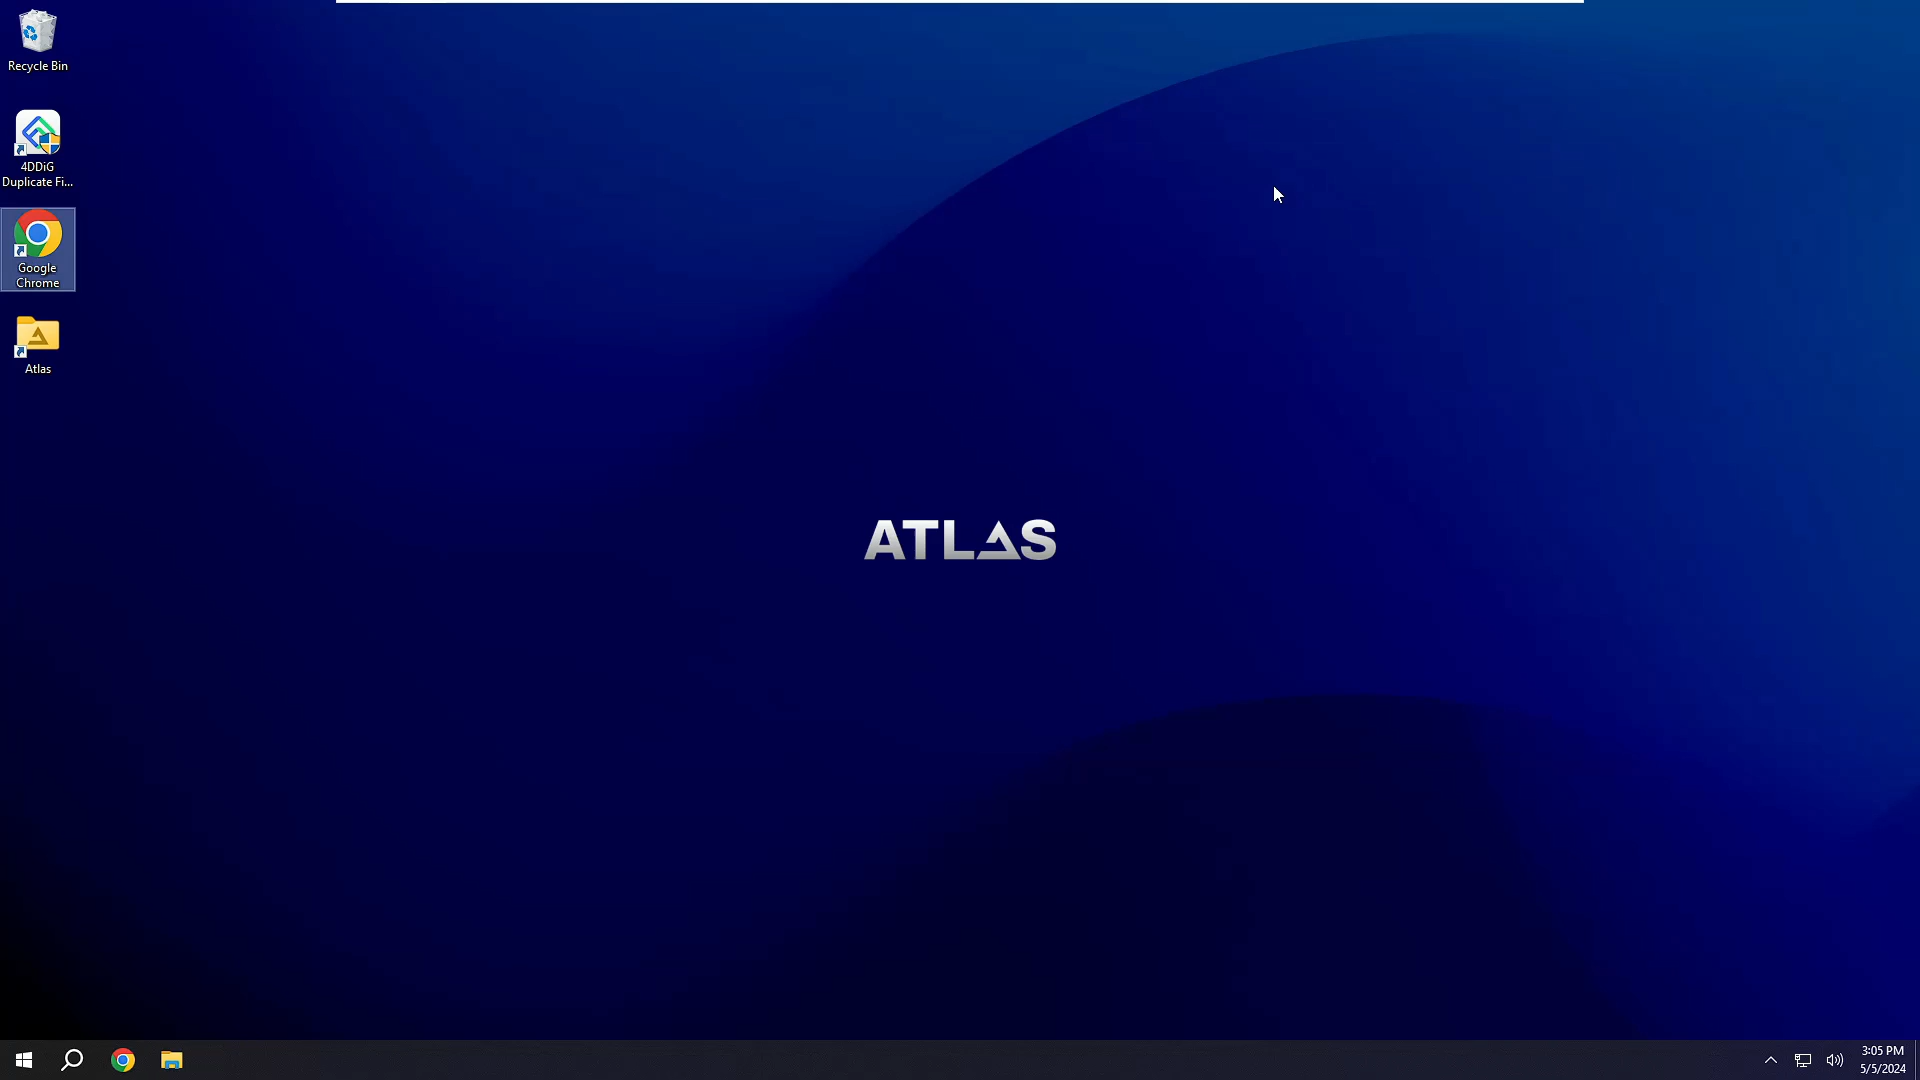 Recycle Bin
4DDiG
Duplicate Fi...
Google
Chrome
Atlas
ATLAS
3:05 PM
5/5/2024